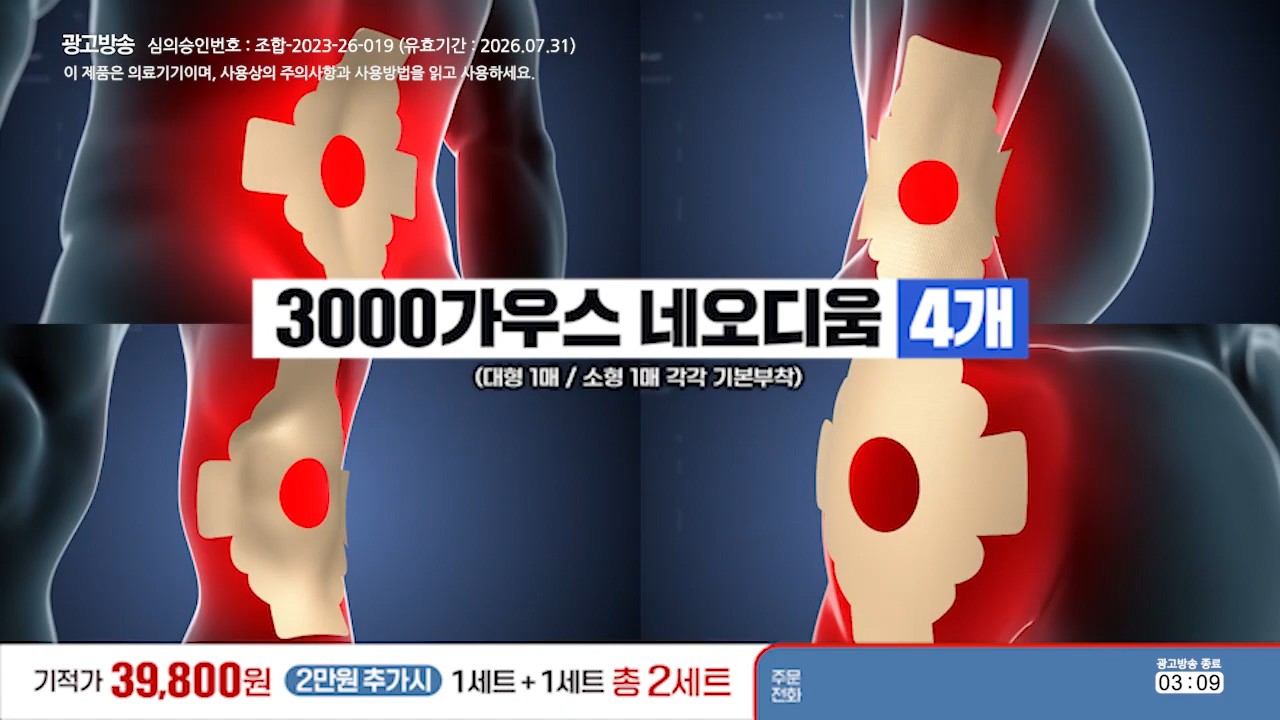 광고방송 심의승인번호 : 조합-2023-26-019 (유효기간 : 2026.07.31)
이 제품은 의료기기이며, 사용상의 주의사항과 사용방법을 읽고 사용하세요.
3000가우스 네오디움 4개
(대형 1매 / 소형 1매 각각 기본부착)
기적가 39,800원 2만원 추가시 1세트+1세트 총 2세트
주문
전화
광고방송 종료
03:09